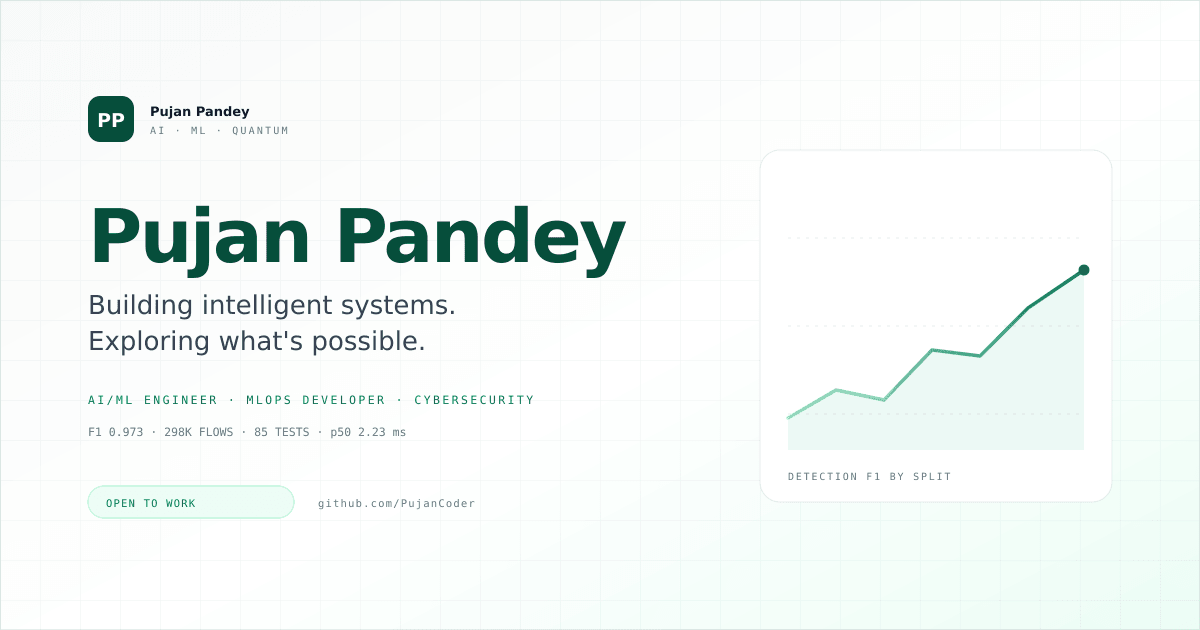 PP
Pujan Pandey
AI · ML · QUANTUM
Pujan Pandey
Building intelligent systems.
Exploring what's possible.
AI/ML ENGINEER · MLOPS DEVELOPER · CYBERSECURITY
F1 0.973 · 298K FLOWS · 85 TESTS · p50 2.23 ms
OPEN TO WORK
github.com/PujanCoder
DETECTION F1 BY SPLIT